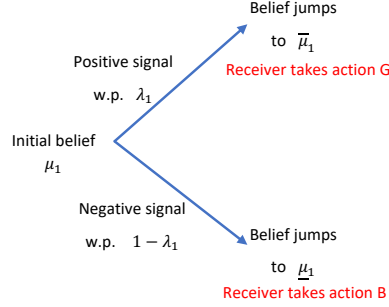 Belief jumps
to μ̅₁
Receiver takes action G
Positive signal
w.p. λ₁
Initial belief
μ₁
Negative signal
w.p. 1 − λ₁
Belief jumps
to μ̲₁
Receiver takes action B